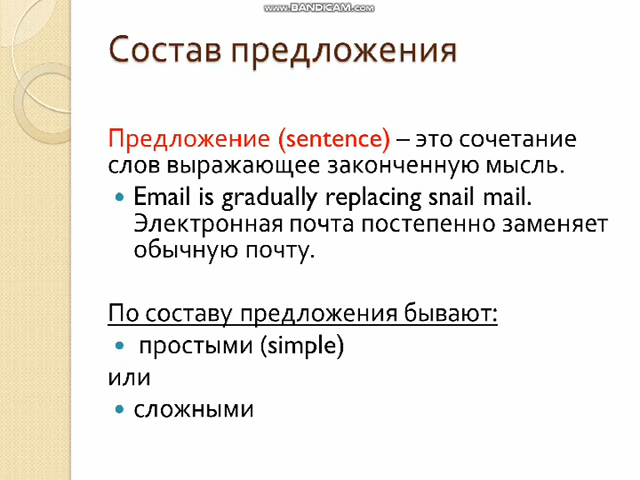 www.BANDICAM.com
Состав предложения
Предложение (sentence) – это сочетание
слов выражающее законченную мысль.
• Email is gradually replacing snail mail.
Электронная почта постепенно заменяет
обычную почту.
По составу предложения бывают:
• простыми (simple)
или
• сложными